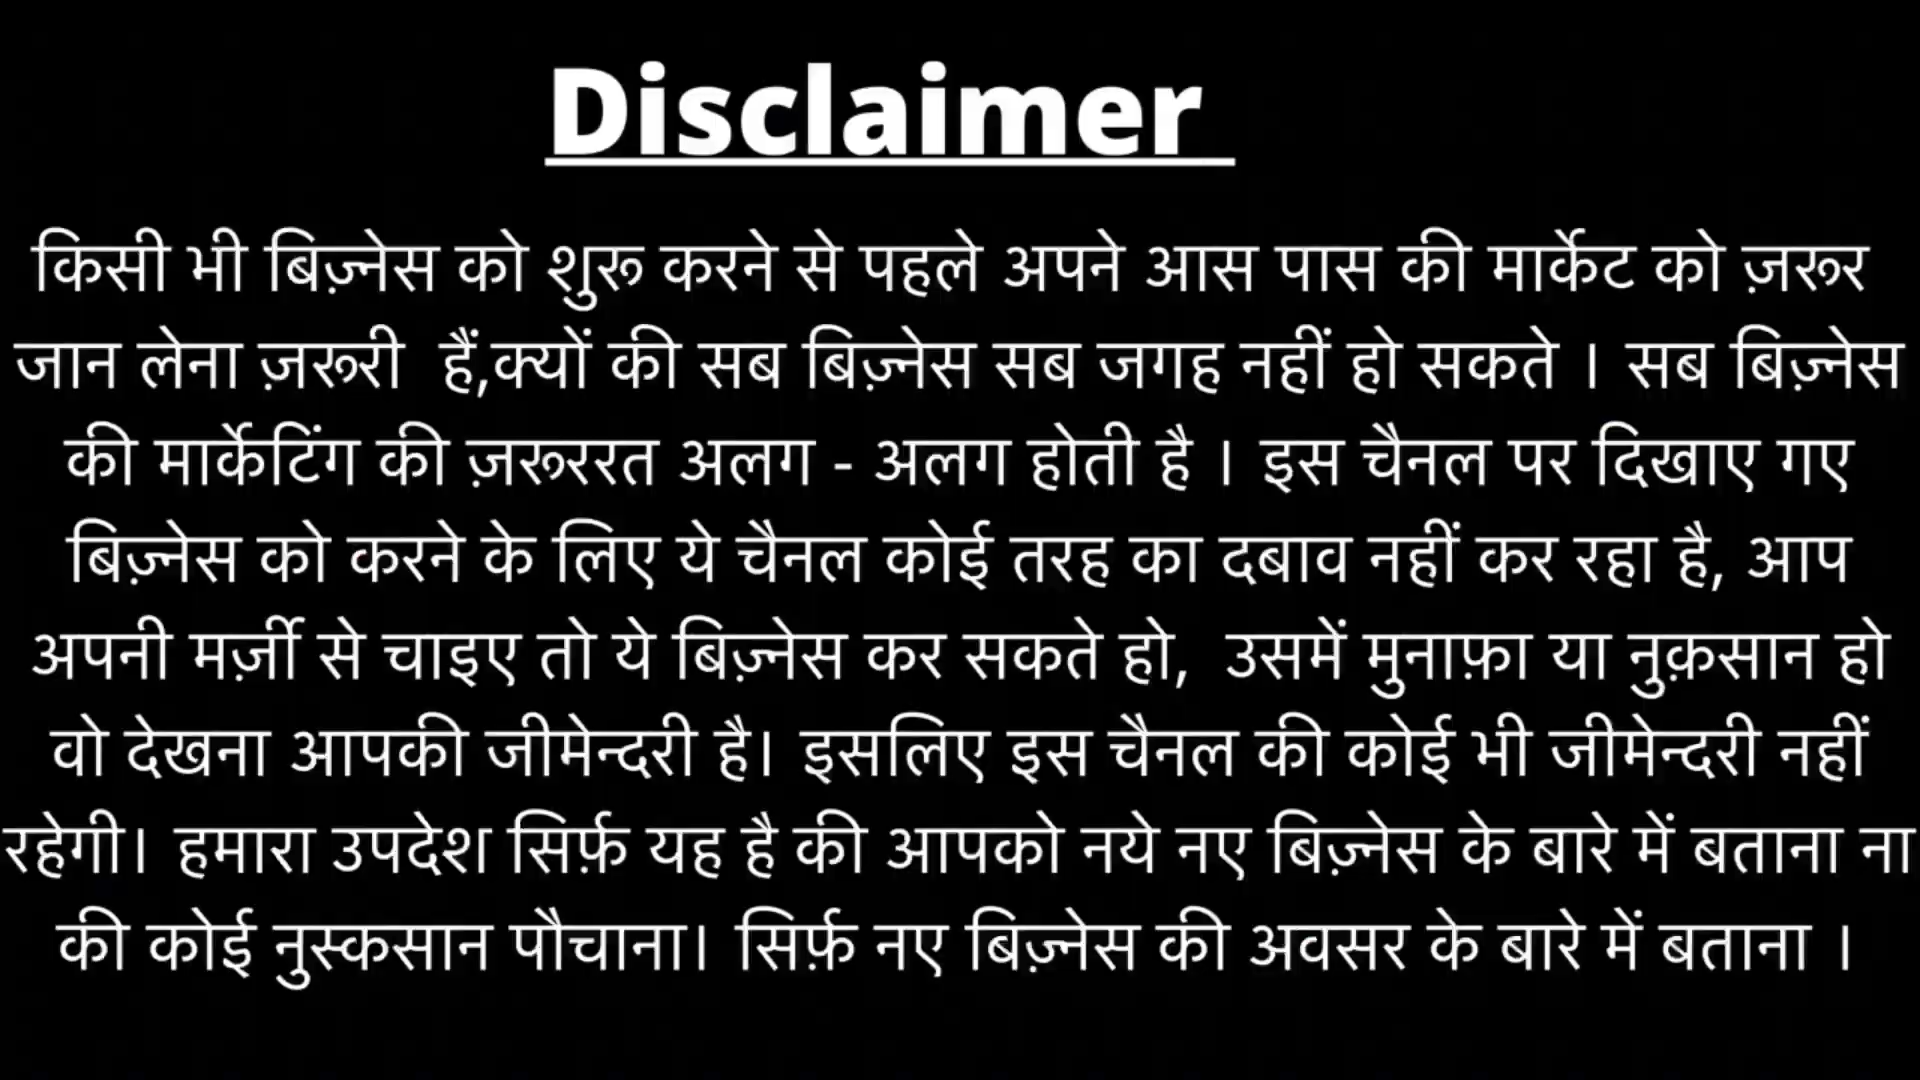 Disclaimer
किसी भी बिज़्नेस को शुरू करने से पहले अपने आस पास की मार्केट को ज़रूर
जान लेना ज़रूरी हैं,क्यों की सब बिज़्नेस सब जगह नहीं हो सकते । सब बिज़्नेस
की मार्केटिंग की ज़रूररत अलग - अलग होती है । इस चैनल पर दिखाए गए
बिज़्नेस को करने के लिए ये चैनल कोई तरह का दबाव नहीं कर रहा है, आप
अपनी मर्ज़ी से चाइए तो ये बिज़्नेस कर सकते हो, उसमें मुनाफ़ा या नुक़सान हो
वो देखना आपकी जीमेन्दरी है। इसलिए इस चैनल की कोई भी जीमेन्दरी नहीं
रहेगी। हमारा उपदेश सिर्फ़ यह है की आपको नये नए बिज़्नेस के बारे में बताना ना
की कोई नुस्कसान पौचाना। सिर्फ़ नए बिज़्नेस की अवसर के बारे में बताना ।